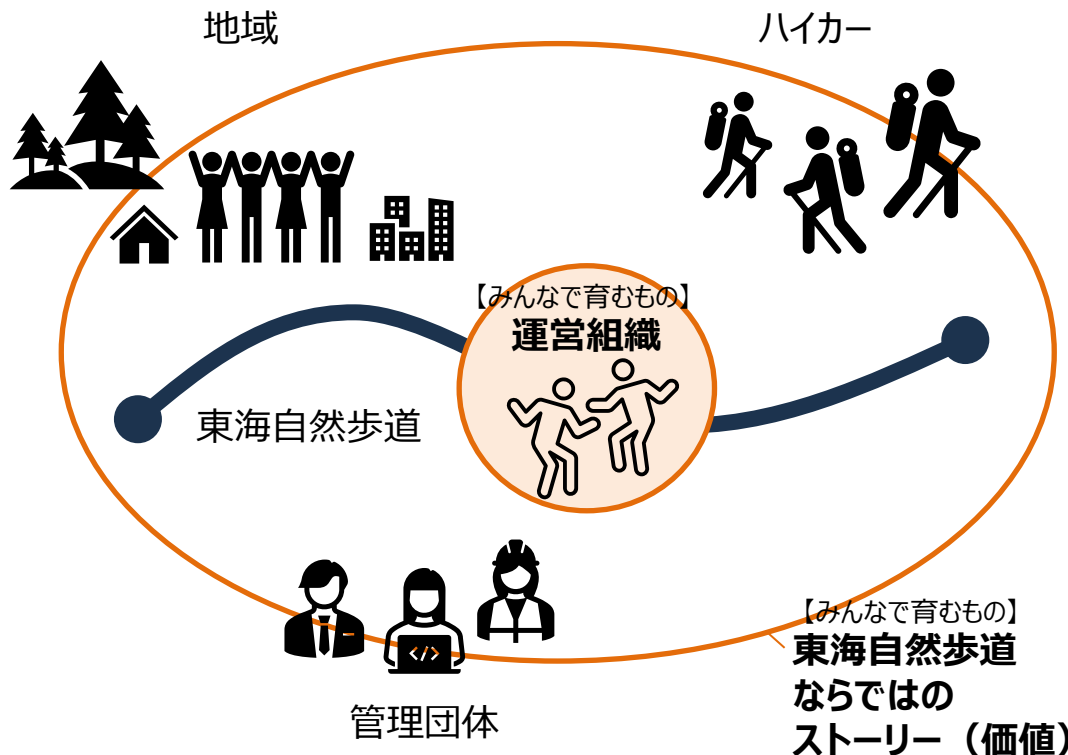 地域
ハイカー
【みんなで育むもの】
運営組織
東海自然歩道
</>
管理団体
【みんなで育むもの】
東海自然歩道
ならではの
ストーリー（価値）